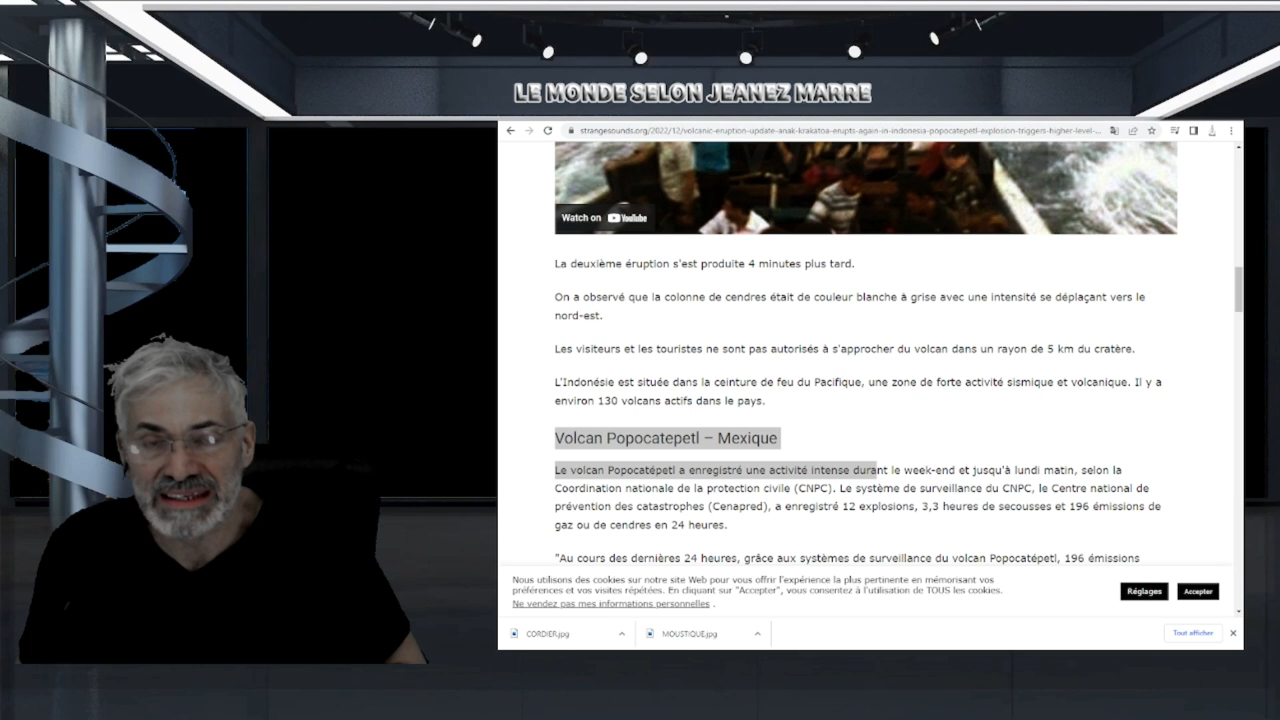 LE MONDE SELON JEANEZ MARRE
strangesounds.org/2022/12/volcanic-eruption-update-anak-krakatoa-erupts-again-in-indonesia-popocatepetl-explosion-triggers-higher-level-...
Watch on YouTube
La deuxième éruption s'est produite 4 minutes plus tard.
On a observé que la colonne de cendres était de couleur blanche à grise avec une intensité se déplaçant vers le
nord-est.
Les visiteurs et les touristes ne sont pas autorisés à s'approcher du volcan dans un rayon de 5 km du cratère.
L'Indonésie est située dans la ceinture de feu du Pacifique, une zone de forte activité sismique et volcanique. Il y a
environ 130 volcans actifs dans le pays.
Volcan Popocatepetl – Mexique
Le volcan Popocatépetl a enregistré une activité intense durant le week-end et jusqu'à lundi matin, selon la
Coordination nationale de la protection civile (CNPC). Le système de surveillance du CNPC, le Centre national de
prévention des catastrophes (Cenapred), a enregistré 12 explosions, 3,3 heures de secousses et 196 émissions de
gaz ou de cendres en 24 heures.
"Au cours des dernières 24 heures, grâce aux systèmes de surveillance du volcan Popocatépetl, 196 émissions
Nous utilisons des cookies sur notre site Web pour vous offrir l'expérience la plus pertinente en mémorisant vos
préférences et vos visites répétées. En cliquant sur "Accepter", vous consentez à l'utilisation de TOUS les cookies.
Ne vendez pas mes informations personnelles .
Réglages
Accepter
CORDIER.jpg
MOUSTIQUE.jpg
Tout afficher